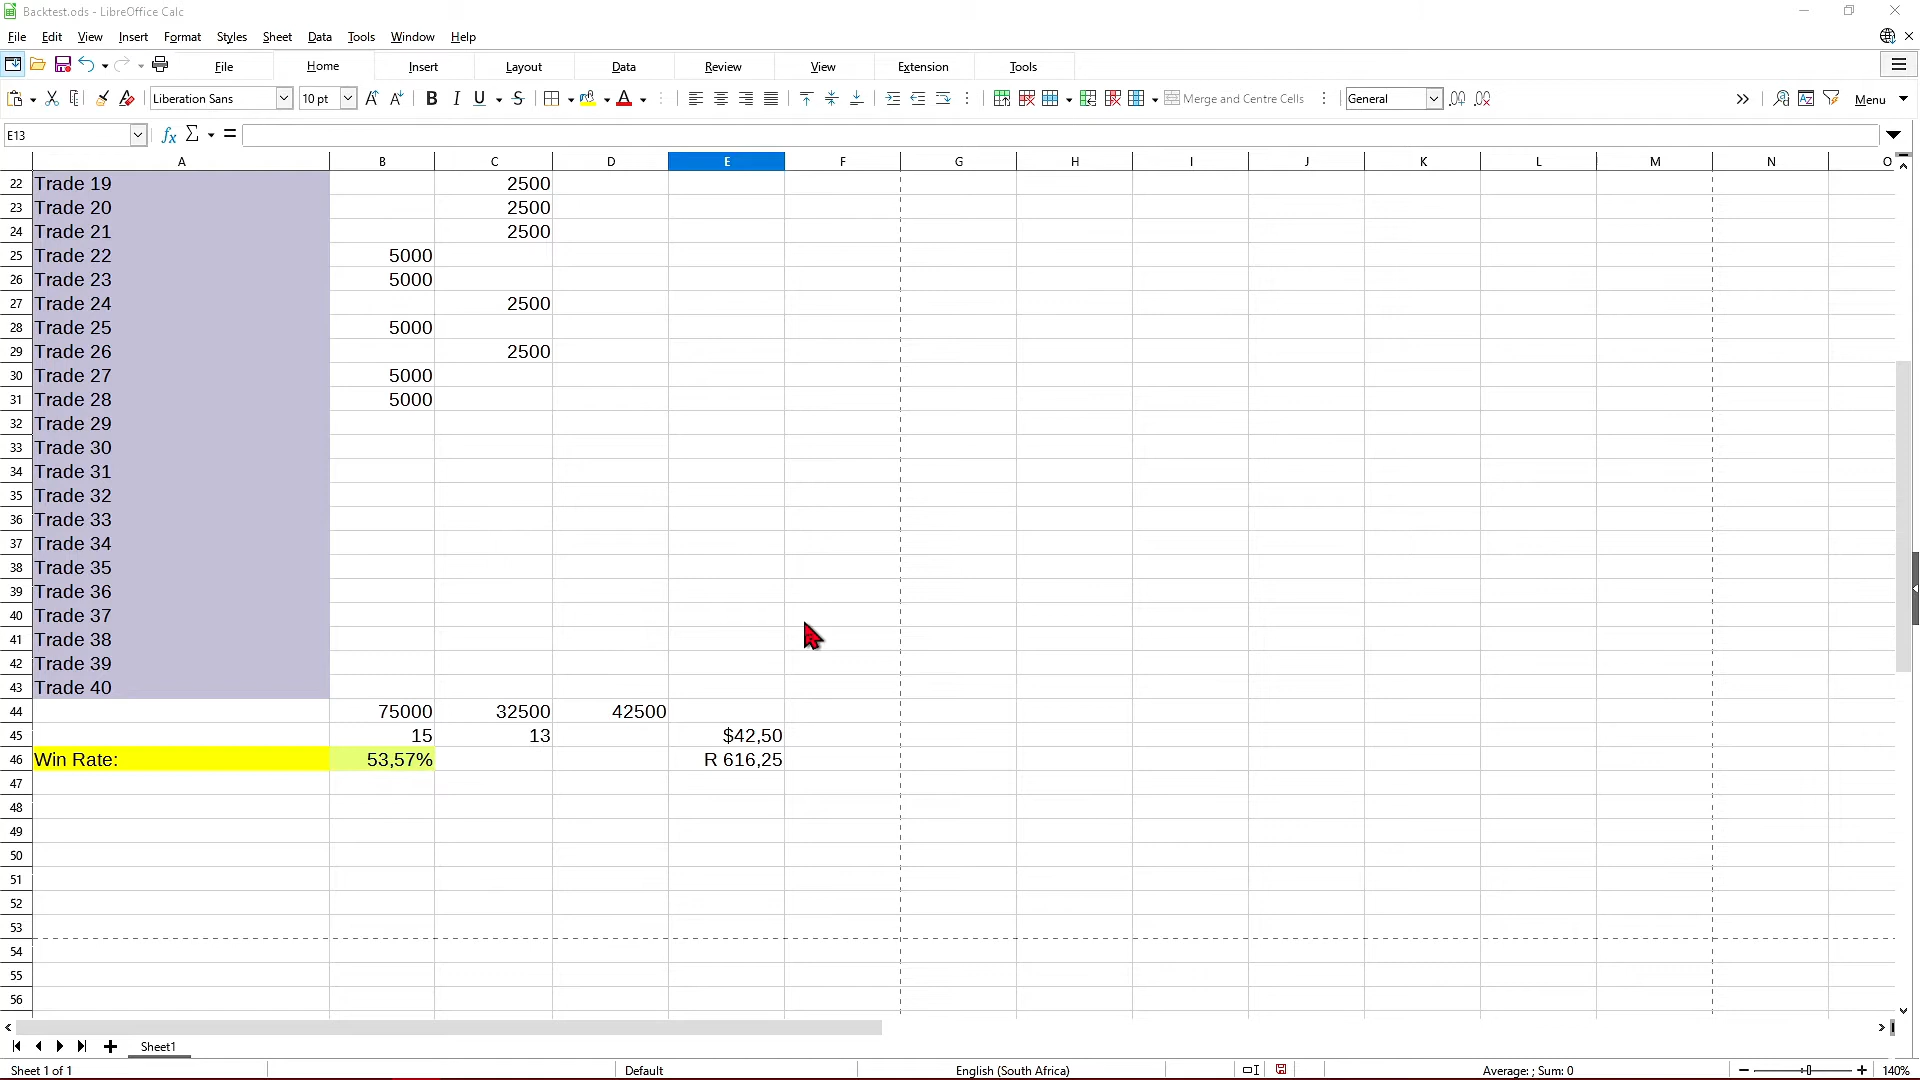 Backtest.ods - LibreOffice Calc
File Edit View Insert Format Styles Sheet Data Tools Window Help
File Home Insert Layout Data Review View Extension Tools
Liberation Sans 10 pt B I U S Merge and Centre Cells General Menu
E13
A B C D E F G H I J K L M N O
22 Trade 19 2500
23 Trade 20 2500
24 Trade 21 2500
25 Trade 22 5000
26 Trade 23 5000
27 Trade 24 2500
28 Trade 25 5000
29 Trade 26 2500
30 Trade 27 5000
31 Trade 28 5000
32 Trade 29
33 Trade 30
34 Trade 31
35 Trade 32
36 Trade 33
37 Trade 34
38 Trade 35
39 Trade 36
40 Trade 37
41 Trade 38
42 Trade 39
43 Trade 40
44 75000 32500 42500
45 15 13 $42,50
46 Win Rate: 53,57% R 616,25
47
48
49
50
51
52
53
54
55
56
Sheet1
Sheet 1 of 1 Default English (South Africa) Average: ; Sum: 0 140%